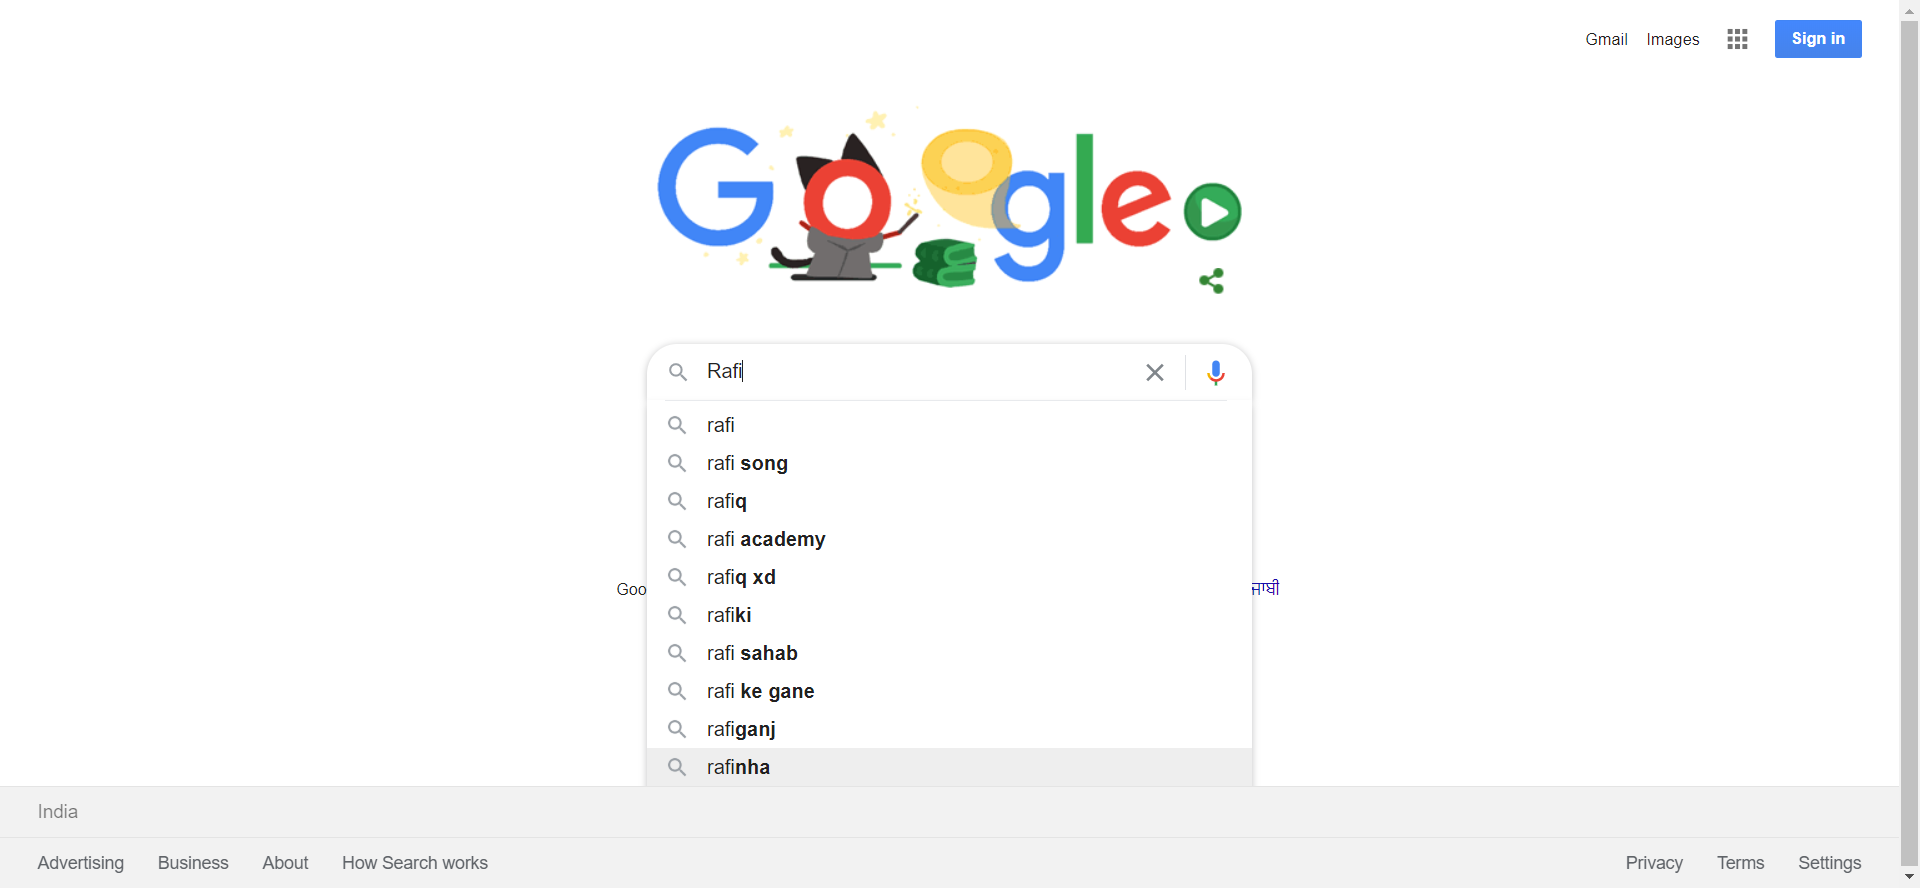 Gmail Images Sign in
Google
Rafi
rafi
rafi song
rafiq
rafi academy
rafiq xd
rafiki
rafi sahab
rafi ke gane
rafiganj
rafinha
Goo ਜਾਬੀ
India
Advertising Business About How Search works Privacy Terms Settings